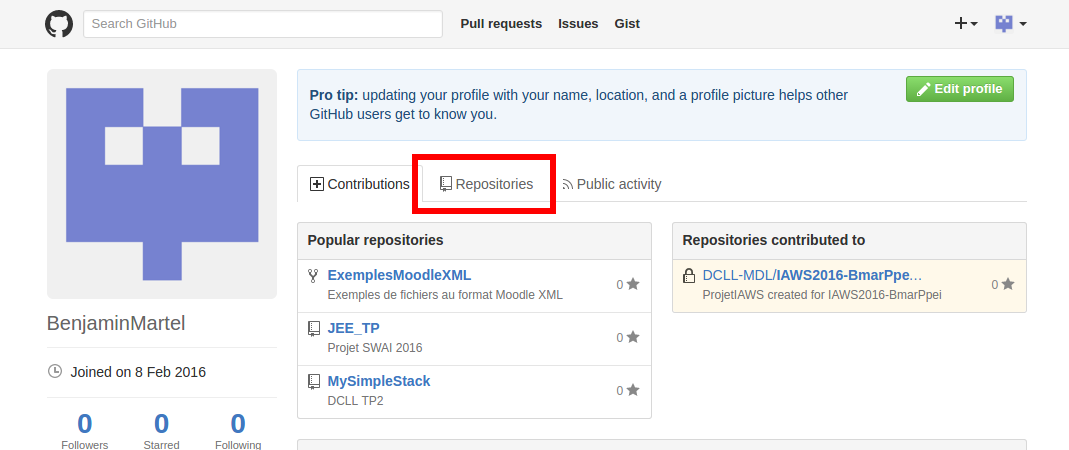 Search GitHub
Pull requests Issues Gist
Pro tip: updating your profile with your name, location, and a profile picture helps other
GitHub users get to know you.
Edit profile
Contributions Repositories Public activity
Popular repositories
ExemplesMoodleXML
Exemples de fichiers au format Moodle XML
0
JEE_TP
Projet SWAI 2016
0
MySimpleStack
DCLL TP2
0
Repositories contributed to
DCLL-MDL/IAWS2016-BmarPpe…
ProjetIAWS created for IAWS2016-BmarPpei
0
BenjaminMartel
Joined on 8 Feb 2016
0 0 0
Followers Starred Following